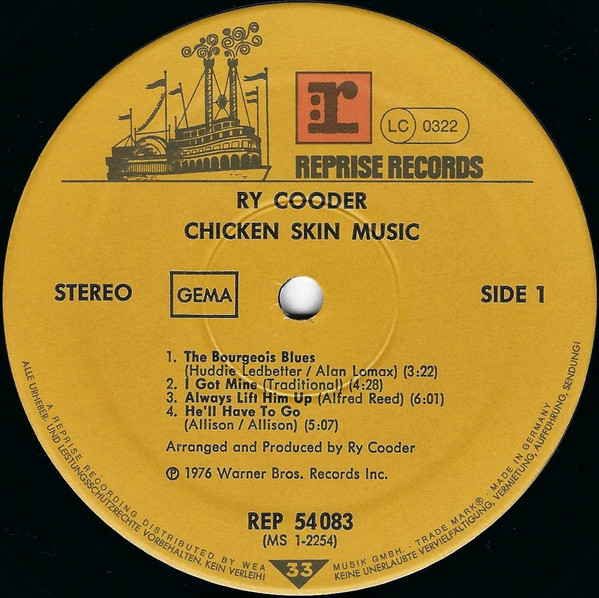 r
LC 0322
REPRISE RECORDS
RY COODER
CHICKEN SKIN MUSIC
STEREO GEMA SIDE 1
1. The Bourgeois Blues
(Huddie Ledbetter / Alan Lomax) (3:22)
2. I Got Mine (Traditional) (4:28)
3. Always Lift Him Up (Alfred Reed) (6:01)
4. He'll Have To Go
(Allison / Allison) (5:07)
Arranged and Produced by Ry Cooder
℗ 1976 Warner Bros. Records Inc.
REP 54083
(MS 1-2254)
33
A REPRISE RECORDING DISTRIBUTED BY WEA MUSIK GMBH. · TRADE MARK® · MADE IN GERMANY
ALLE URHEBER- UND LEISTUNGSSCHUTZRECHTE VORBEHALTEN, KEIN VERLEIH! KEINE UNERLAUBTE VERVIELFÄLTIGUNG, VERMIETUNG, AUFFÜHRUNG, SENDUNG!